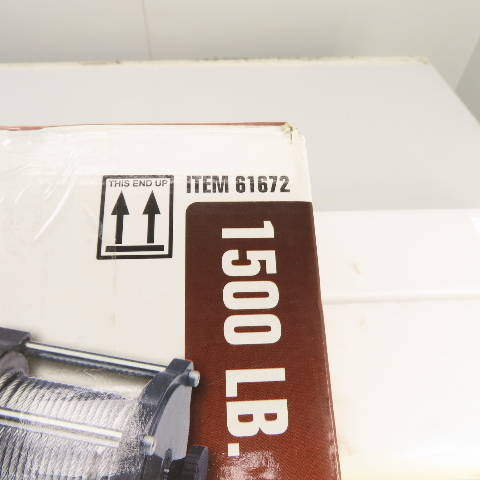 THIS END UP
ITEM 61672
1500 LB.